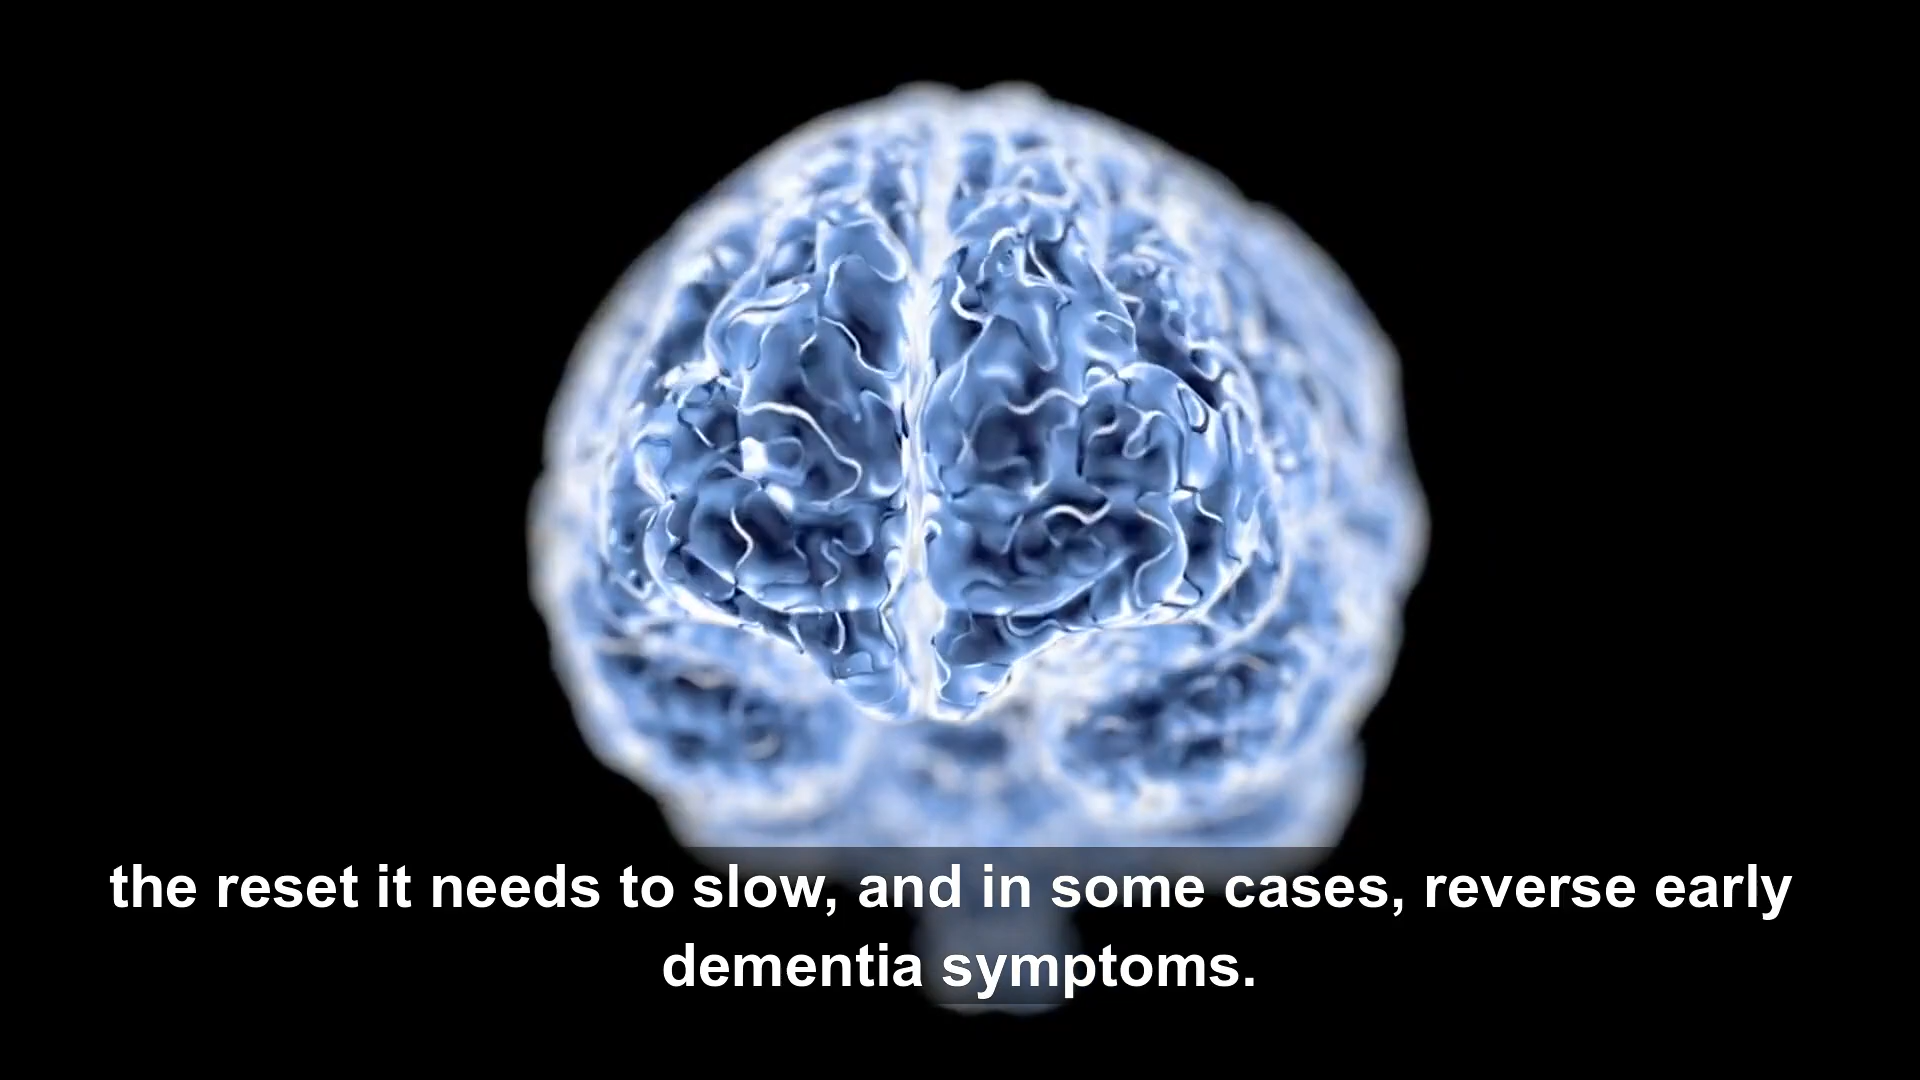 the reset it needs to slow, and in some cases, reverse early
dementia symptoms.